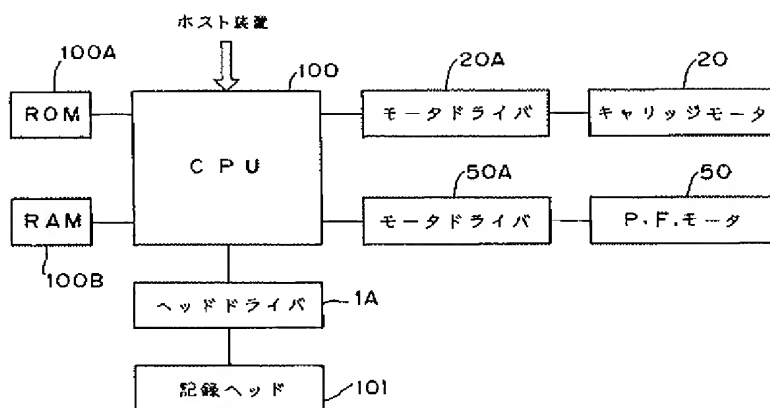 ホスト装置
100A
100
20A
20
ROM
CPU
モータドライバ
キャリッジモータ
50A
50
RAM
モータドライバ
P.F.モータ
100B
1A
ヘッドドライバ
記録ヘッド
101